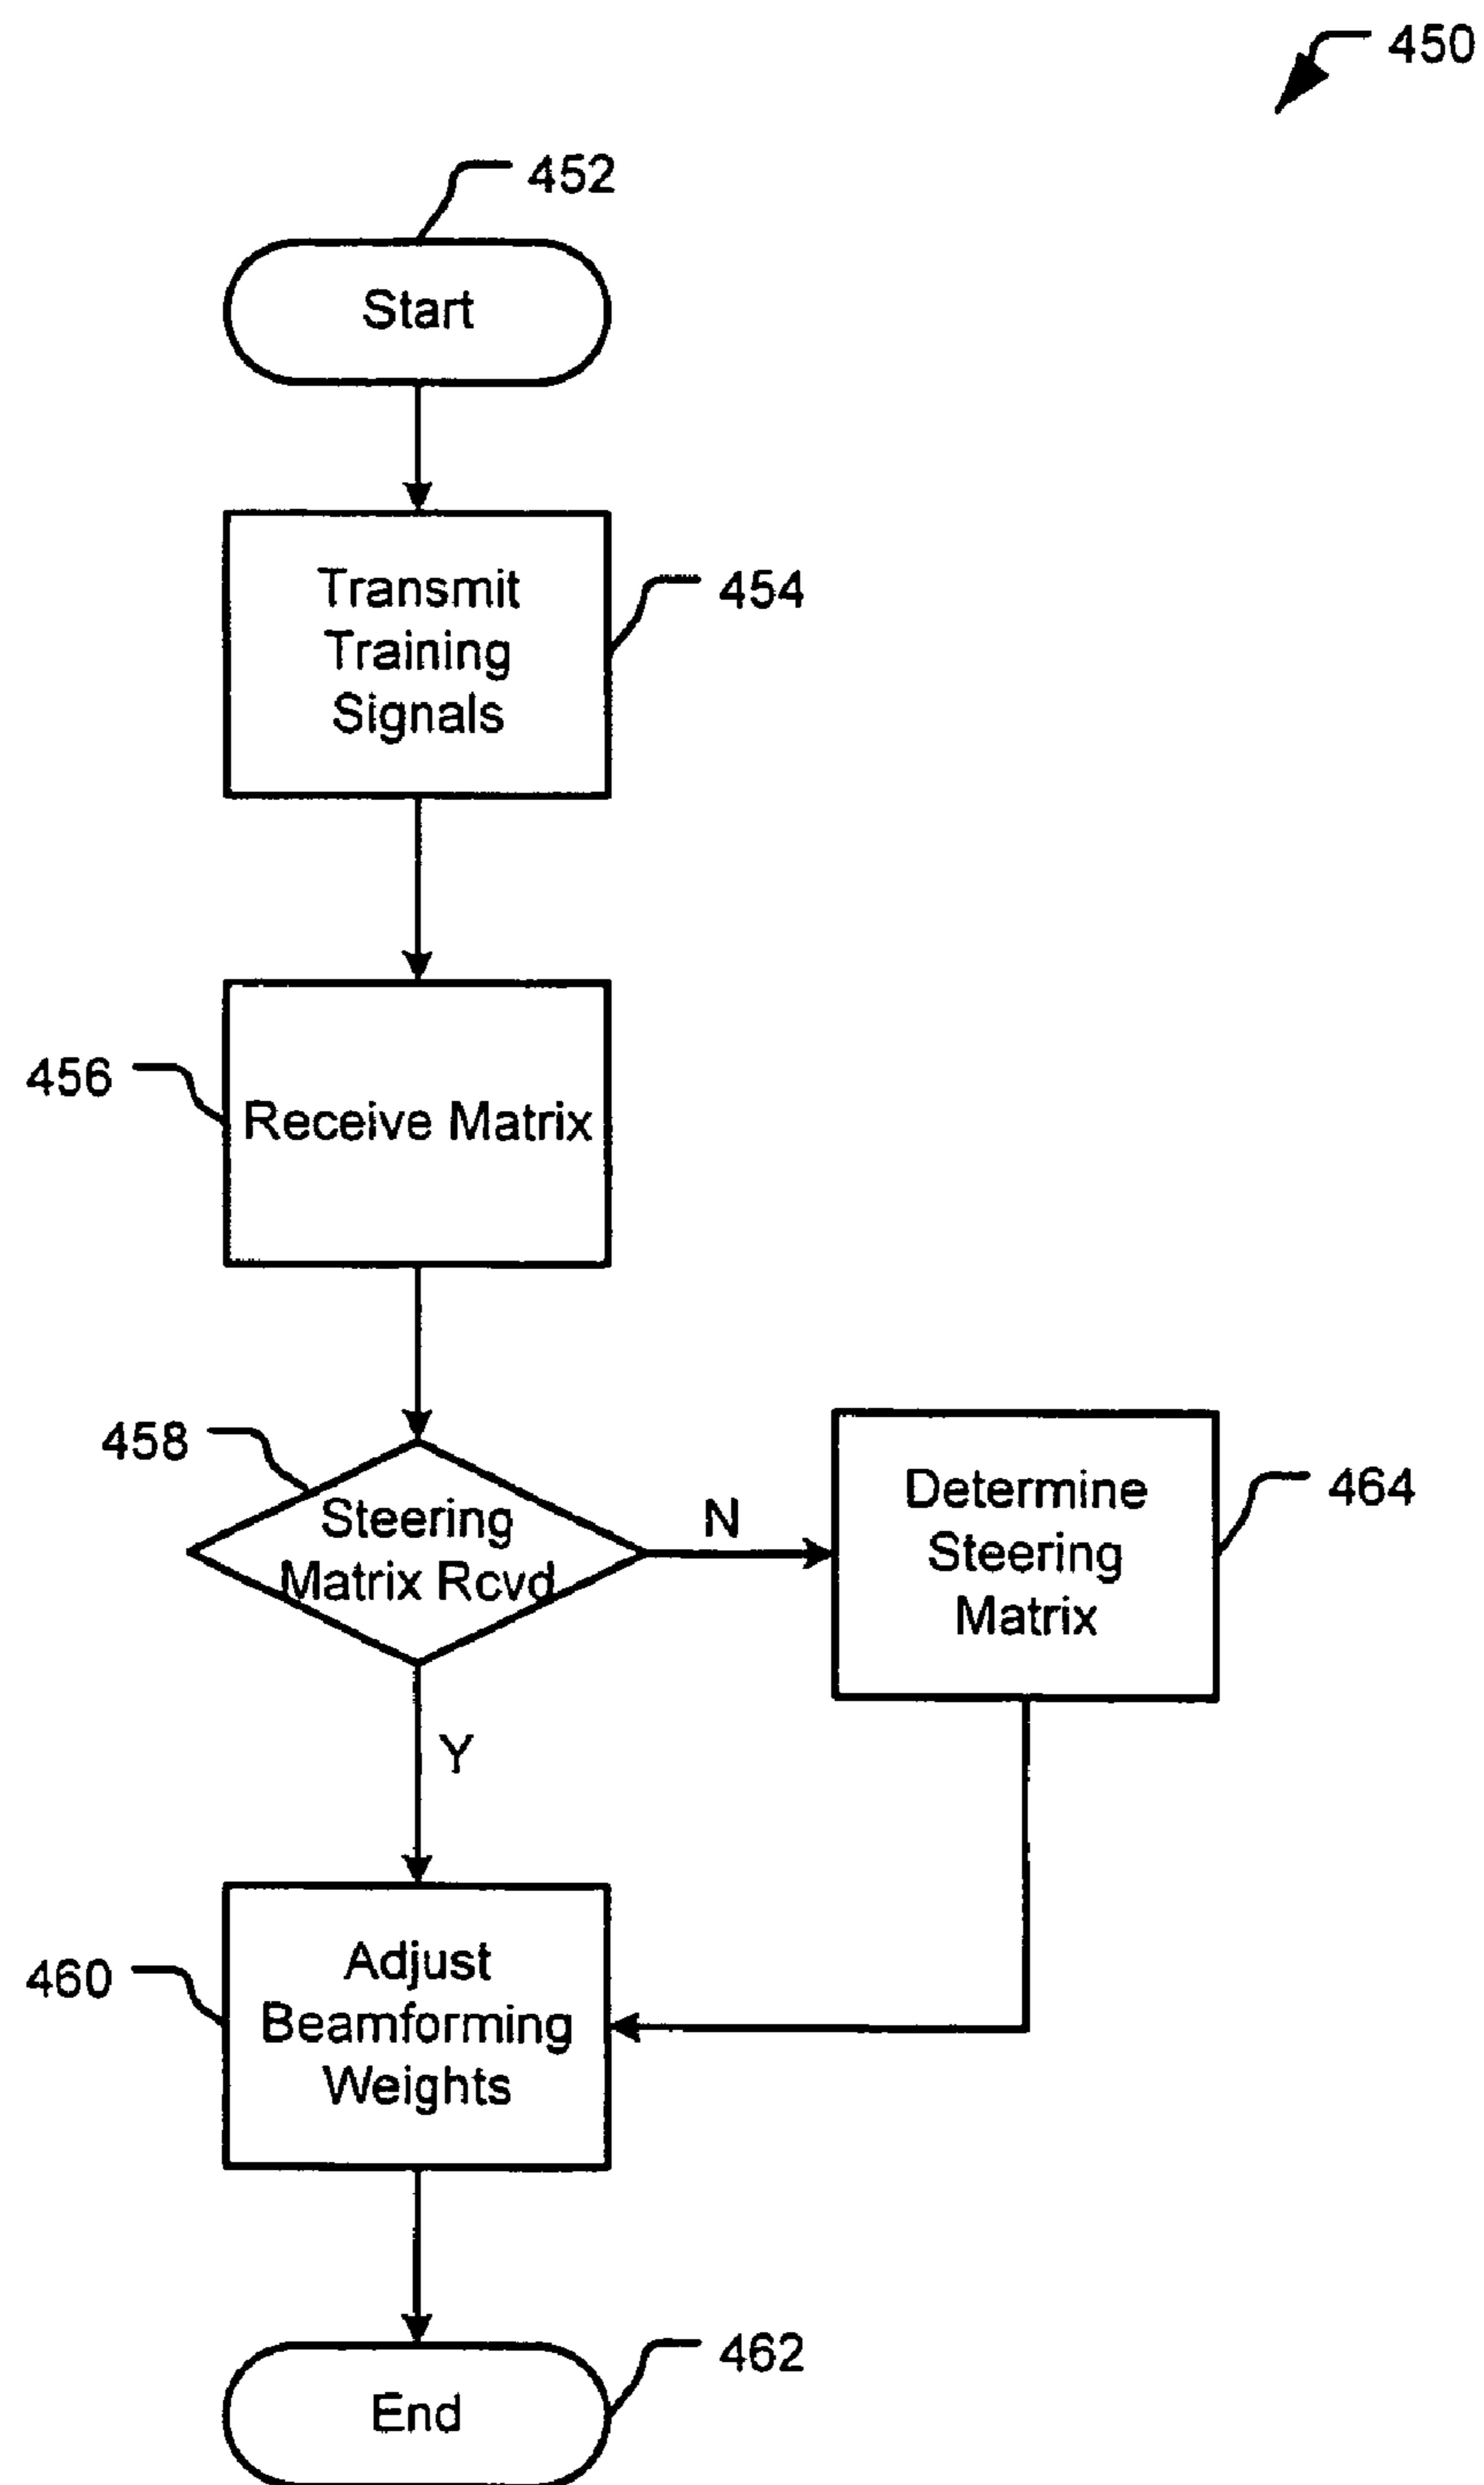 450
452
Start
Transmit
Training
Signals
454
456
Receive Matrix
458
Steering
Matrix Rcvd
N
Determine
Steering
Matrix
464
Y
460
Adjust
Beamforming
Weights
462
End